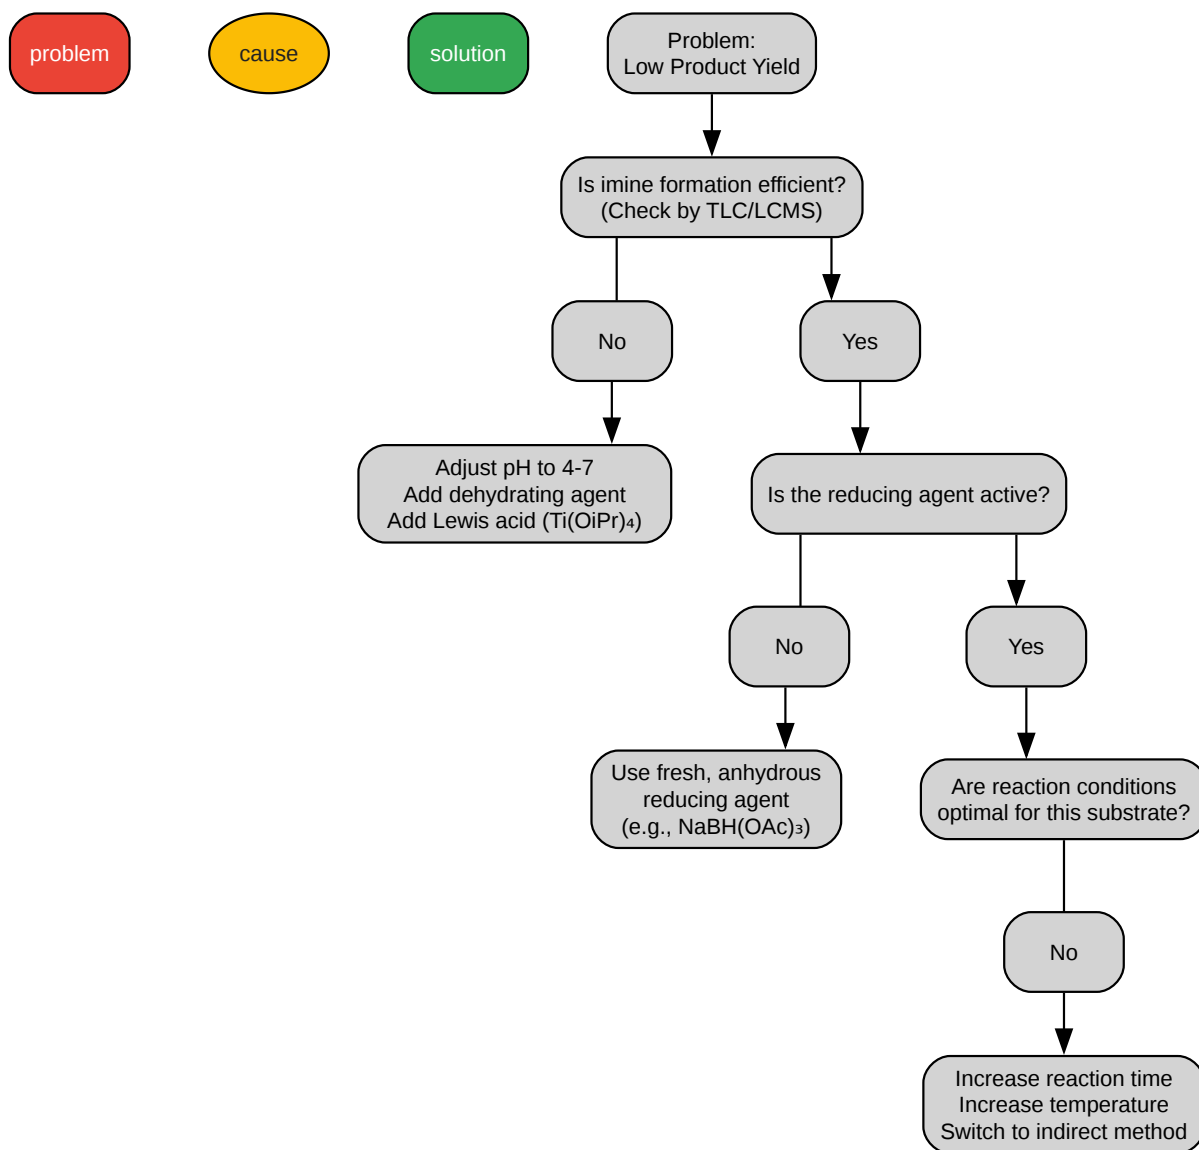 problem
cause
solution
Problem:
Low Product Yield
Is imine formation efficient?
(Check by TLC/LCMS)
No
Yes
Adjust pH to 4-7
Add dehydrating agent
Add Lewis acid (Ti(OiPr)₄)
Is the reducing agent active?
No
Yes
Use fresh, anhydrous
reducing agent
(e.g., NaBH(OAc)₃)
Are reaction conditions
optimal for this substrate?
No
Increase reaction time
Increase temperature
Switch to indirect method